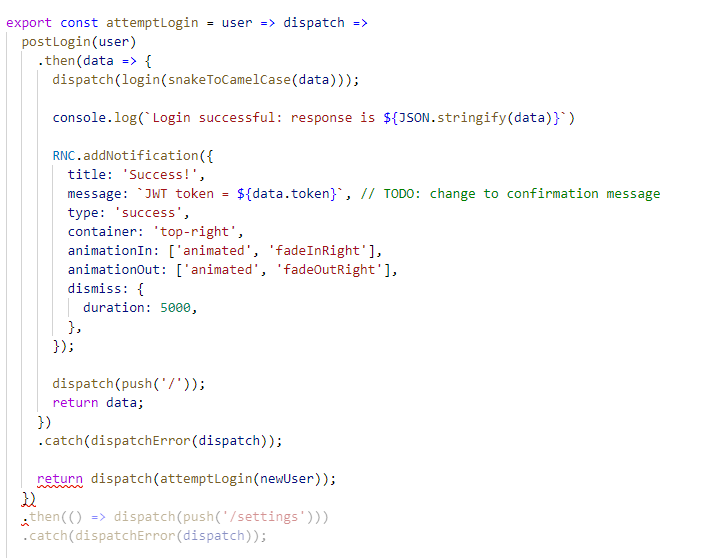 export const attemptLogin = user => dispatch =>
postLogin(user)
.then(data => {
dispatch(login(snakeToCamelCase(data)));
console.log(`Login successful: response is ${JSON.stringify(data)}`)
RNC.addNotification({
title: 'Success!',
message: `JWT token = ${data.token}`, // TODO: change to confirmation message
type: 'success',
container: 'top-right',
animationIn: ['animated', 'fadeInRight'],
animationOut: ['animated', 'fadeOutRight'],
dismiss: {
duration: 5000,
},
});
dispatch(push('/'));
return data;
})
.catch(dispatchError(dispatch));
return dispatch(attemptLogin(newUser));
})
.then(() => dispatch(push('/settings')))
.catch(dispatchError(dispatch));